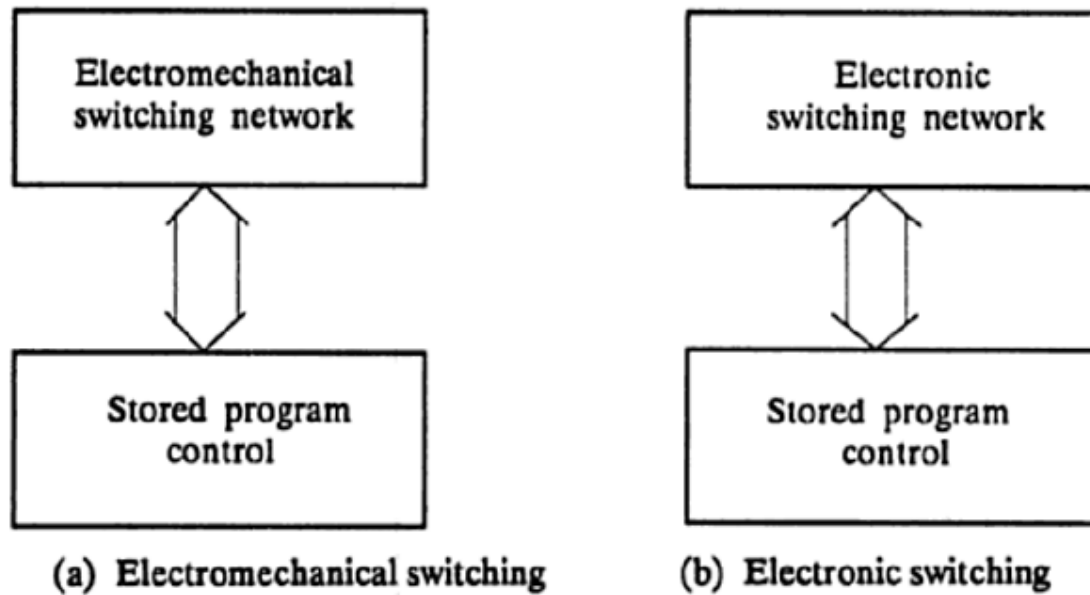 Electromechanical
switching network
Stored program
control
(a) Electromechanical switching
Electronic
switching network
Stored program
control
(b) Electronic switching